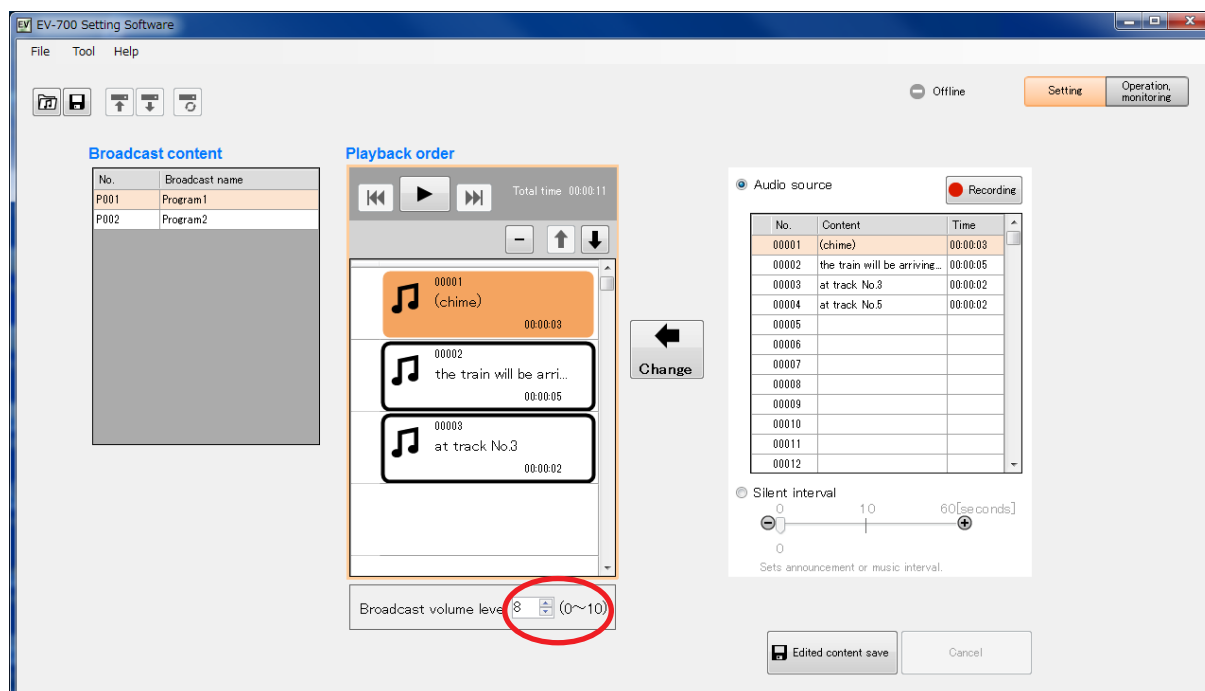 EV EV-700 Setting Software
File Tool Help
Offline
Setting
Operation,
monitoring
Broadcast content
No. Broadcast name
P001 Program1
P002 Program2
Playback order
Total time 00:00:11
00001
(chime)
00:00:03
00002
the train will be arri...
00:00:05
00003
at track No.3
00:00:02
Broadcast volume leve 8 (0~10)
Change
Audio source
Recording
No. Content Time
00001 (chime) 00:00:03
00002 the train will be arriving... 00:00:05
00003 at track No.3 00:00:02
00004 at track No.5 00:00:02
00005
00006
00007
00008
00009
00010
00011
00012
Silent interval
0 10 60[seconds]
0
Sets announcement or music interval.
Edited content save
Cancel